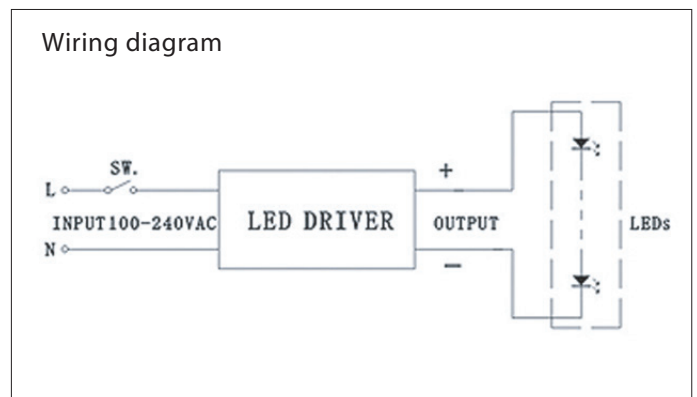 Wiring diagram
SW.
L
INPUT100-240VAC
N
LED DRIVER
+
OUTPUT
−
LEDs